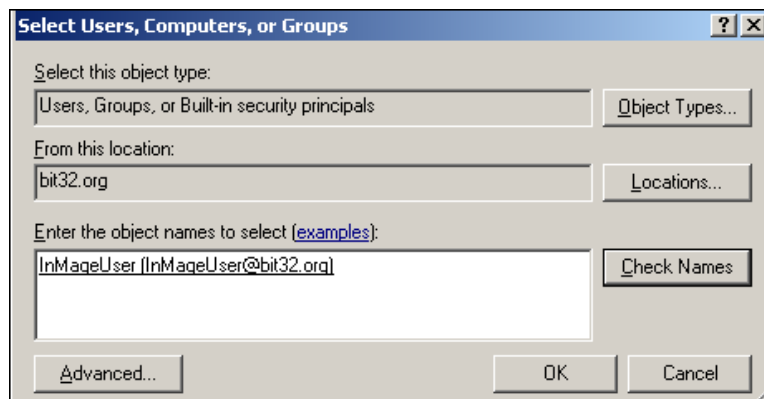 Select Users, Computers, or Groups
Select this object type:
Users, Groups, or Built-in security principals
Object Types...
From this location:
bit32.org
Locations...
Enter the object names to select (examples):
InMageUser (InMageUser@bit32.org)
Check Names
Advanced...
OK
Cancel